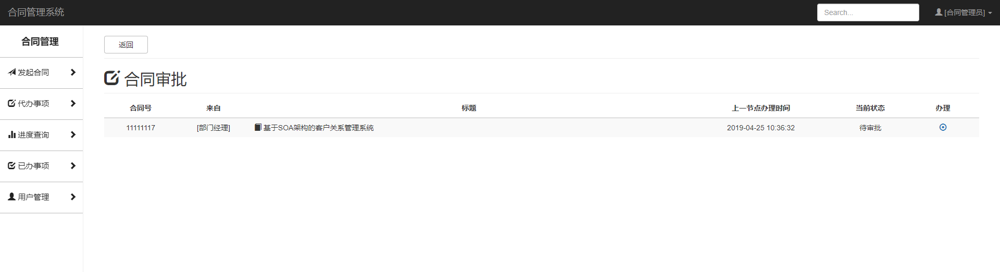 合同管理系统
Search...
[合同管理员]
合同管理
发起合同
代办事项
进度查询
已办事项
用户管理
返回
合同审批
合同号 来自 标题 上一节点办理时间 当前状态 办理
11111117 [部门经理] 基于SOA架构的客户关系管理系统 2019-04-25 10:36:32 待审批